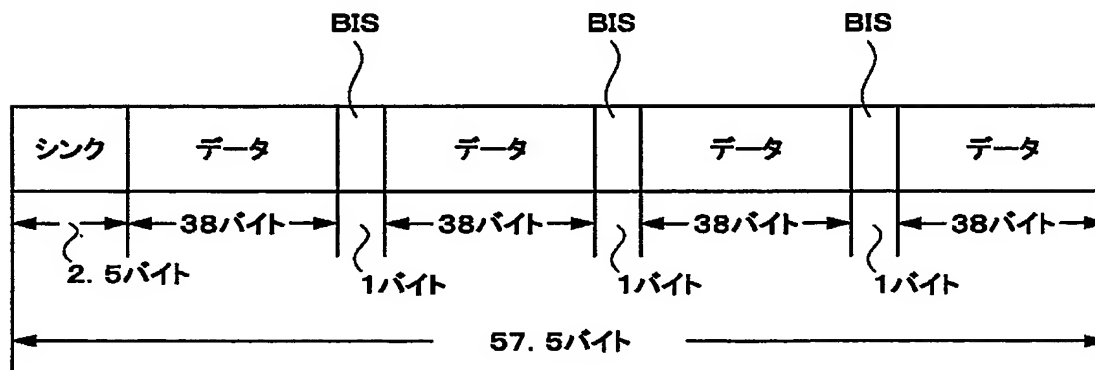 BIS BIS BIS
シンク データ データ データ データ
38バイト 38バイト 38バイト 38バイト
2. 5バイト 1バイト 1バイト 1バイト
57. 5バイト